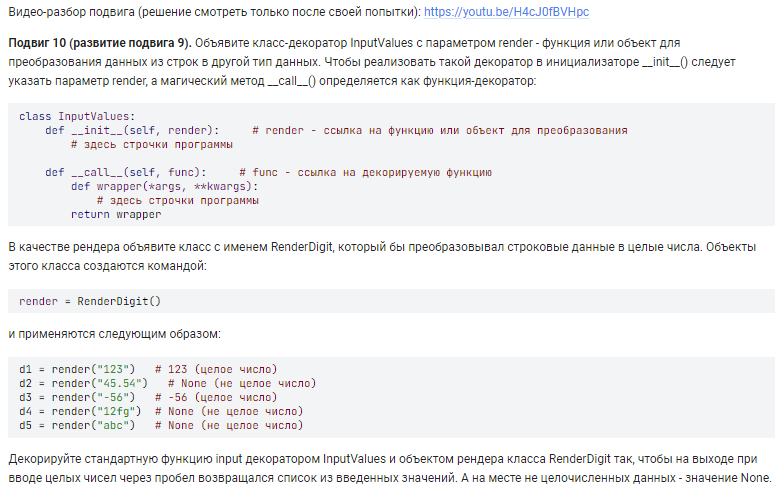 Видео-разбор подвига (решение смотреть только после своей попытки): https://youtu.be/H4cJ0fBVHpc
Подвиг 10 (развитие подвига 9). Объявите класс-декоратор InputValues с параметром render - функция или объект для
преобразования данных из строк в другой тип данных. Чтобы реализовать такой декоратор в инициализаторе __init__() следует
указать параметр render, а магический метод __call__() определяется как функция-декоратор:
class InputValues:
    def __init__(self, render):     # render - ссылка на функцию или объект для преобразования
        # здесь строчки программы
    def __call__(self, func):     # func - ссылка на декорируемую функцию
        def wrapper(*args, **kwargs):
            # здесь строчки программы
        return wrapper
В качестве рендера объявите класс с именем RenderDigit, который бы преобразовывал строковые данные в целые числа. Объекты
этого класса создаются командой:
render = RenderDigit()
и применяются следующим образом:
d1 = render("123")   # 123 (целое число)
d2 = render("45.54")   # None (не целое число)
d3 = render("-56")   # -56 (целое число)
d4 = render("12fg")  # None (не целое число)
d5 = render("abc")   # None (не целое число)
Декорируйте стандартную функцию input декоратором InputValues и объектом рендера класса RenderDigit так, чтобы на выходе при
вводе целых чисел через пробел возвращался список из введенных значений. А на месте не целочисленных данных - значение None.